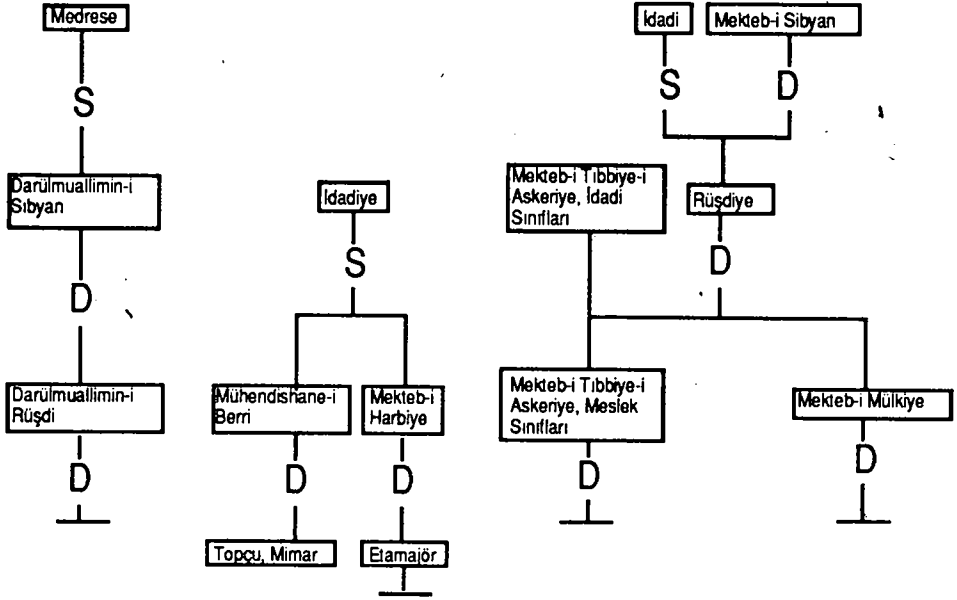 Medrese
S
Darülmuallimin-i
Sıbyan
D
Darülmuallimin-i
Rüşdi
D
İdadiye
S
Mühendishane-i
Berri
D
Topçu, Mimar
Mekteb-i
Harbiye
D
Etamajör
İdadi
S
Mekteb-i Sibyan
D
Rüşdiye
D
Mekteb-i Tıbbiye-i
Askeriye, İdadi
Sınıfları
Mekteb-i Tıbbiye-i
Askeriye, Meslek
Sınıfları
D
Mekteb-i Mülkiye
D